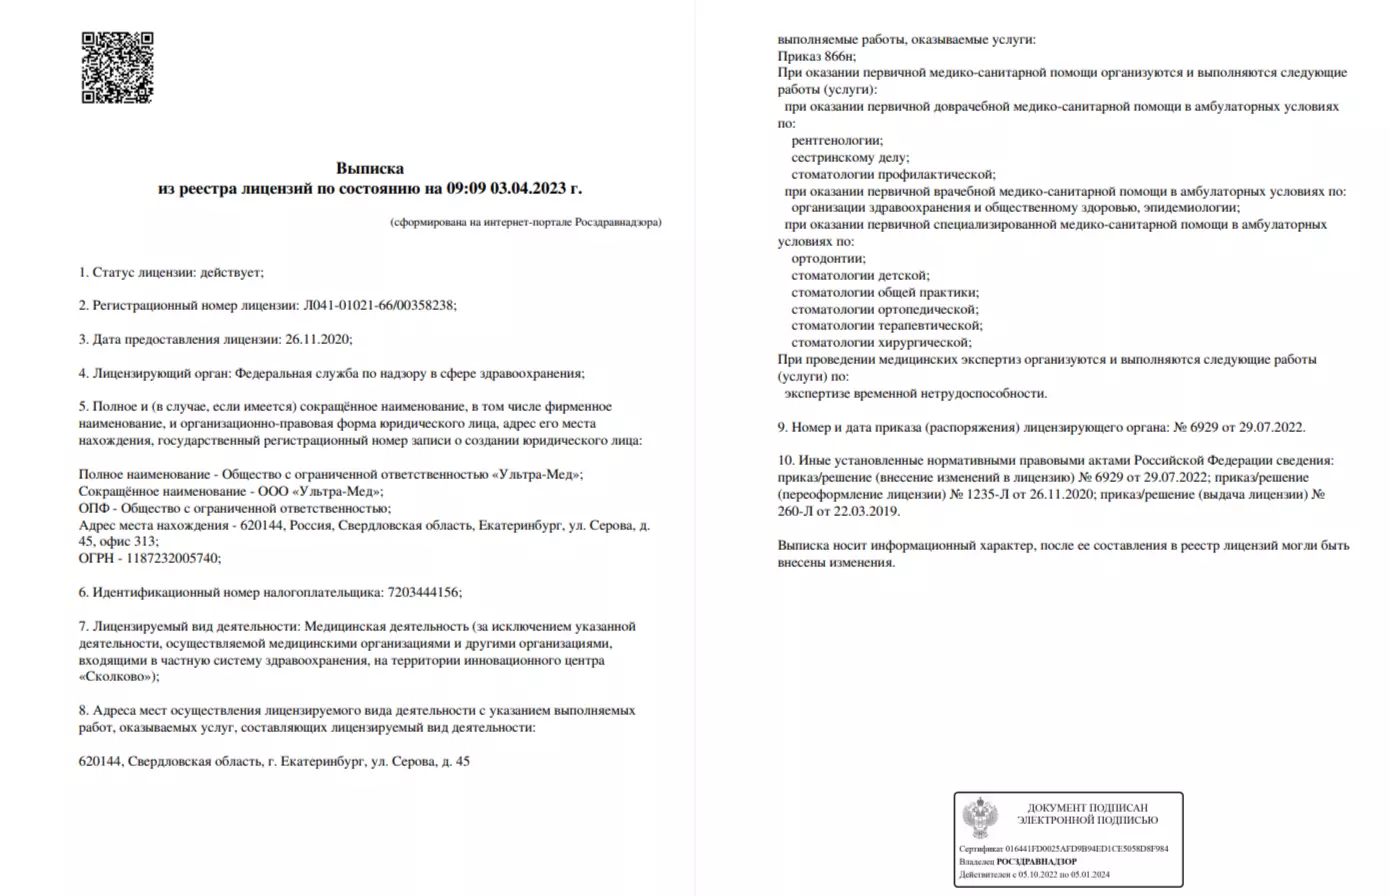 Выписка
из реестра лицензий по состоянию на 09:09 03.04.2023 г.
(сформирована на интернет-портале Росздравнадзора)
1. Статус лицензии: действует;
2. Регистрационный номер лицензии: Л041-01021-66/00358238;
3. Дата предоставления лицензии: 26.11.2020;
4. Лицензирующий орган: Федеральная служба по надзору в сфере здравоохранения;
5. Полное и (в случае, если имеется) сокращённое наименование, в том числе фирменное
наименование, и организационно-правовая форма юридического лица, адрес его места
нахождения, государственный регистрационный номер записи о создании юридического лица:
Полное наименование - Общество с ограниченной ответственностью «Ультра-Мед»;
Сокращённое наименование - ООО «Ультра-Мед»;
ОПФ - Общество с ограниченной ответственностью;
Адрес места нахождения - 620144, Россия, Свердловская область, Екатеринбург, ул. Серова, д.
45, офис 313;
ОГРН - 1187232005740;
6. Идентификационный номер налогоплательщика: 7203444156;
7. Лицензируемый вид деятельности: Медицинская деятельность (за исключением указанной
деятельности, осуществляемой медицинскими организациями и другими организациями,
входящими в частную систему здравоохранения, на территории инновационного центра
«Сколково»);
8. Адреса мест осуществления лицензируемого вида деятельности с указанием выполняемых
работ, оказываемых услуг, составляющих лицензируемый вид деятельности:
620144, Свердловская область, г. Екатеринбург, ул. Серова, д. 45
выполняемые работы, оказываемые услуги:
Приказ 866н;
При оказании первичной медико-санитарной помощи организуются и выполняются следующие
работы (услуги):
при оказании первичной доврачебной медико-санитарной помощи в амбулаторных условиях
по:
рентгенологии;
сестринскому делу;
стоматологии профилактической;
при оказании первичной врачебной медико-санитарной помощи в амбулаторных условиях по:
организации здравоохранения и общественному здоровью, эпидемиологии;
при оказании первичной специализированной медико-санитарной помощи в амбулаторных
условиях по:
ортодонтии;
стоматологии детской;
стоматологии общей практики;
стоматологии ортопедической;
стоматологии терапевтической;
стоматологии хирургической;
При проведении медицинских экспертиз организуются и выполняются следующие работы
(услуги) по:
экспертизе временной нетрудоспособности.
9. Номер и дата приказа (распоряжения) лицензирующего органа: № 6929 от 29.07.2022.
10. Иные установленные нормативными правовыми актами Российской Федерации сведения:
приказ/решение (внесение изменений в лицензию) № 6929 от 29.07.2022; приказ/решение
(переоформление лицензии) № 1235-Л от 26.11.2020; приказ/решение (выдача лицензии) №
260-Л от 22.03.2019.
Выписка носит информационный характер, после ее составления в реестр лицензий могли быть
внесены изменения.
ДОКУМЕНТ ПОДПИСАН
ЭЛЕКТРОННОЙ ПОДПИСЬЮ
Сертификат 016441FD0025AFD9B94ED1CE5058D8F984
Владелец РОСЗДРАВНАДЗОР
Действителен с 05.10.2022 по 05.01.2024